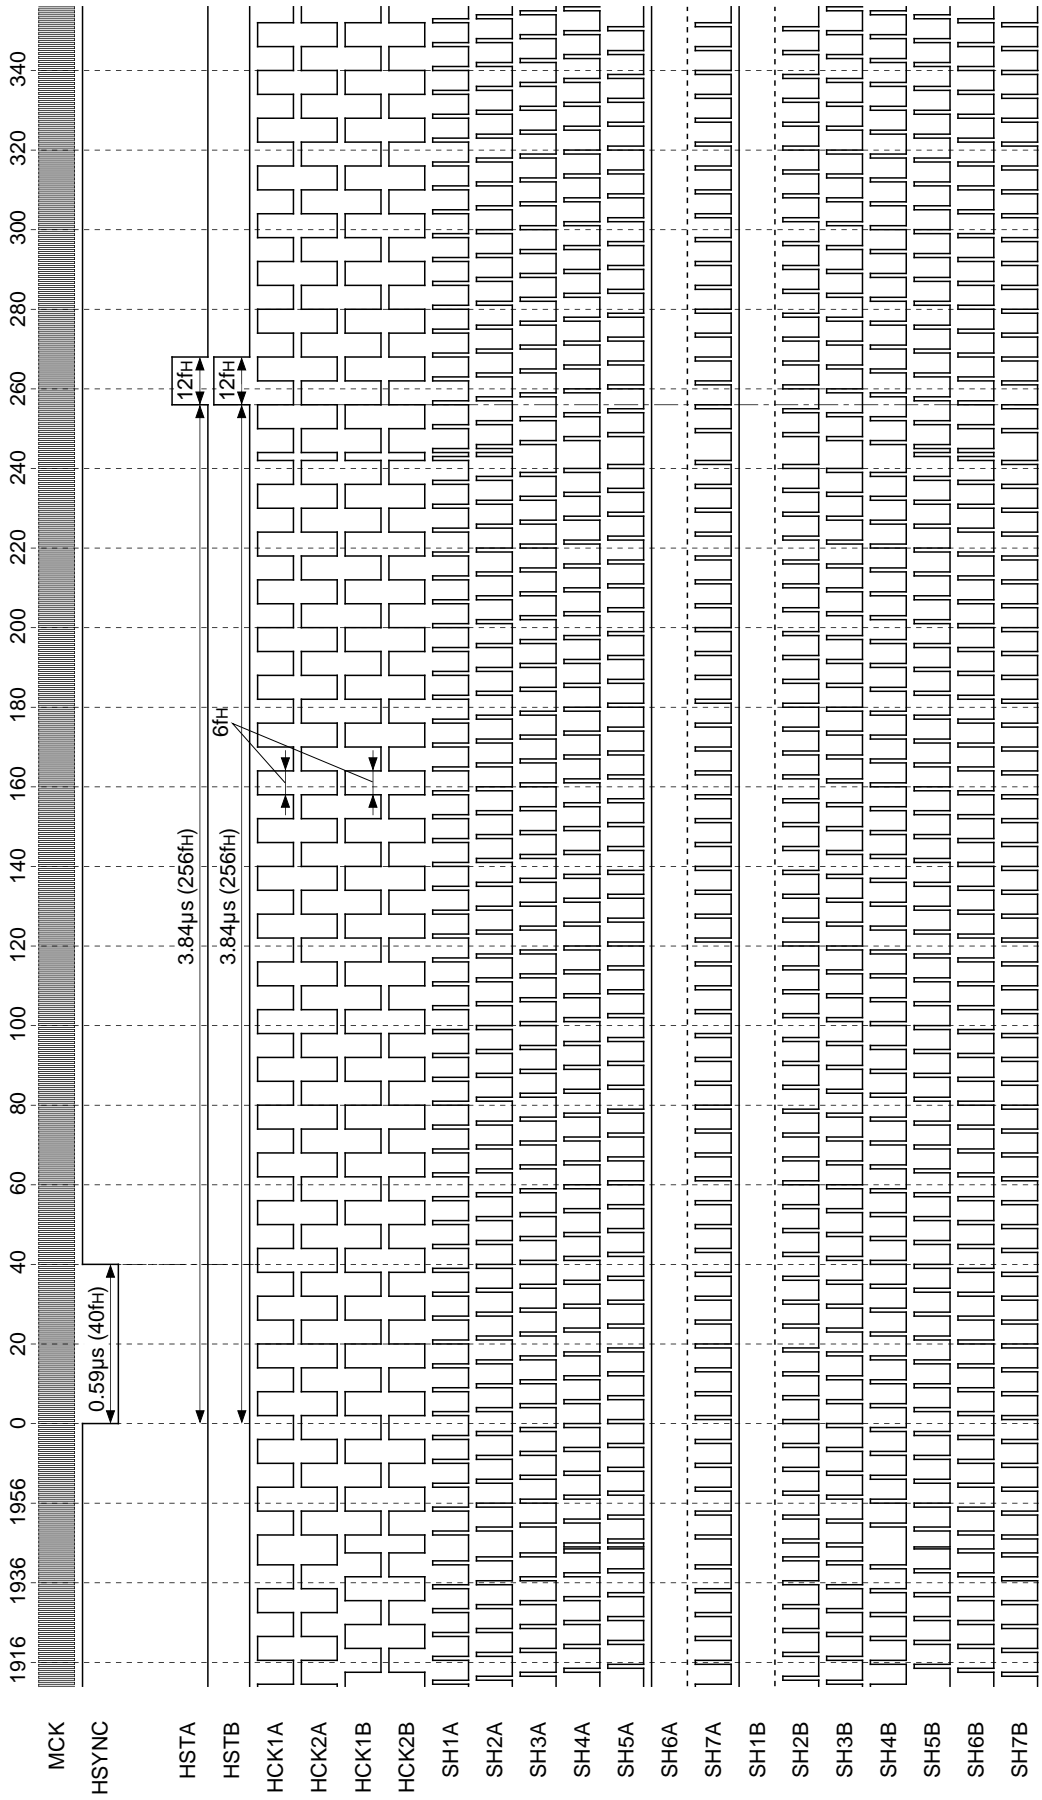 1916 1936 1956 0 20 40 60 80 100 120 140 160 180 200 220 240 260 280 300 320 340
MCK
HSYNC 0.59µs (40fH)
HSTA 3.84µs (256fH) 12fH
HSTB 3.84µs (256fH) 12fH
6fH
HCK1A
HCK2A
HCK1B
HCK2B
SH1A
SH2A
SH3A
SH4A
SH5A
SH6A
SH7A
SH1B
SH2B
SH3B
SH4B
SH5B
SH6B
SH7B